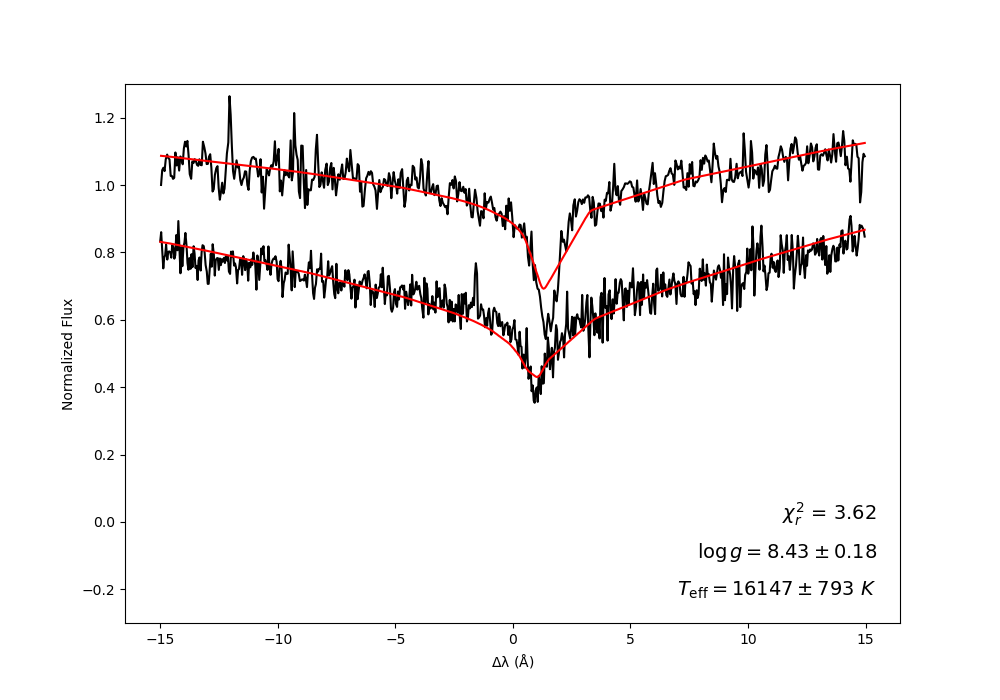 1.2
1.0
0.8
0.6
0.4
0.2
0.0
−0.2
Normalized Flux
χ²ᵣ = 3.62
log g = 8.43 ± 0.18
T_eff = 16147 ± 793 K
−15 −10 −5 0 5 10 15
Δλ (Å)